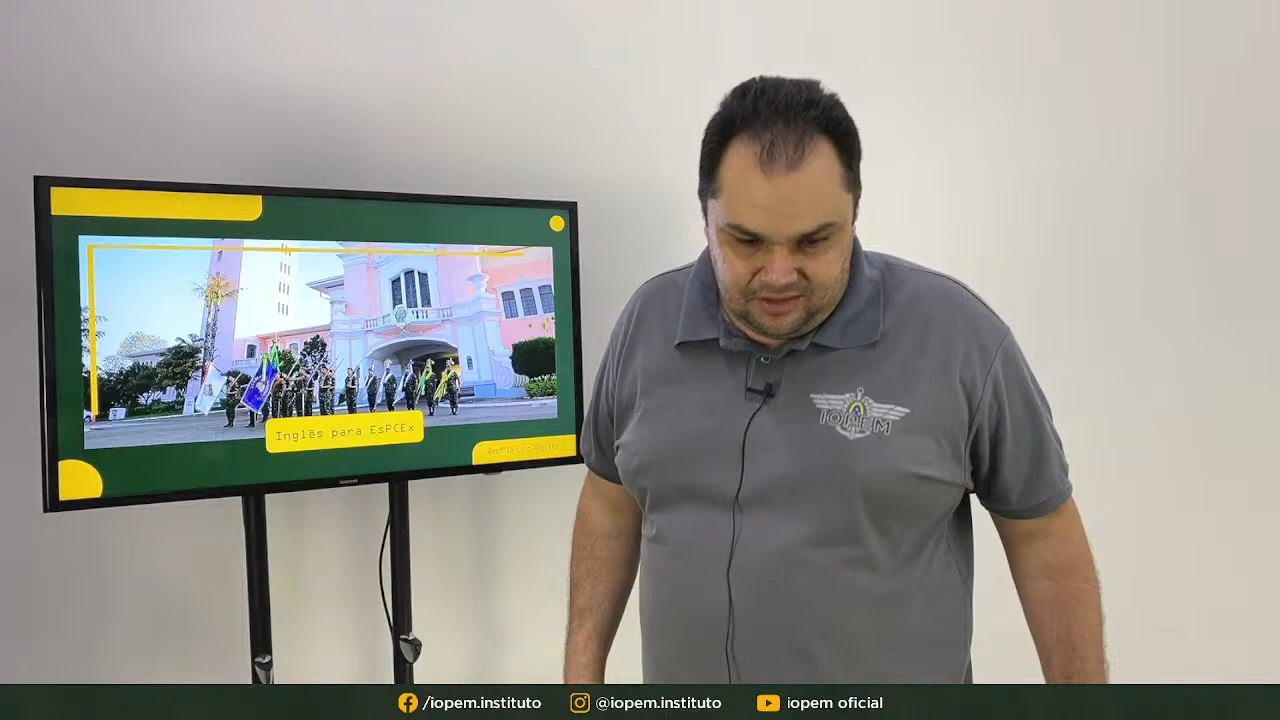 Inglês para EsPCEx
IOPEM
/iopem.instituto
@iopem.instituto
iopem oficial